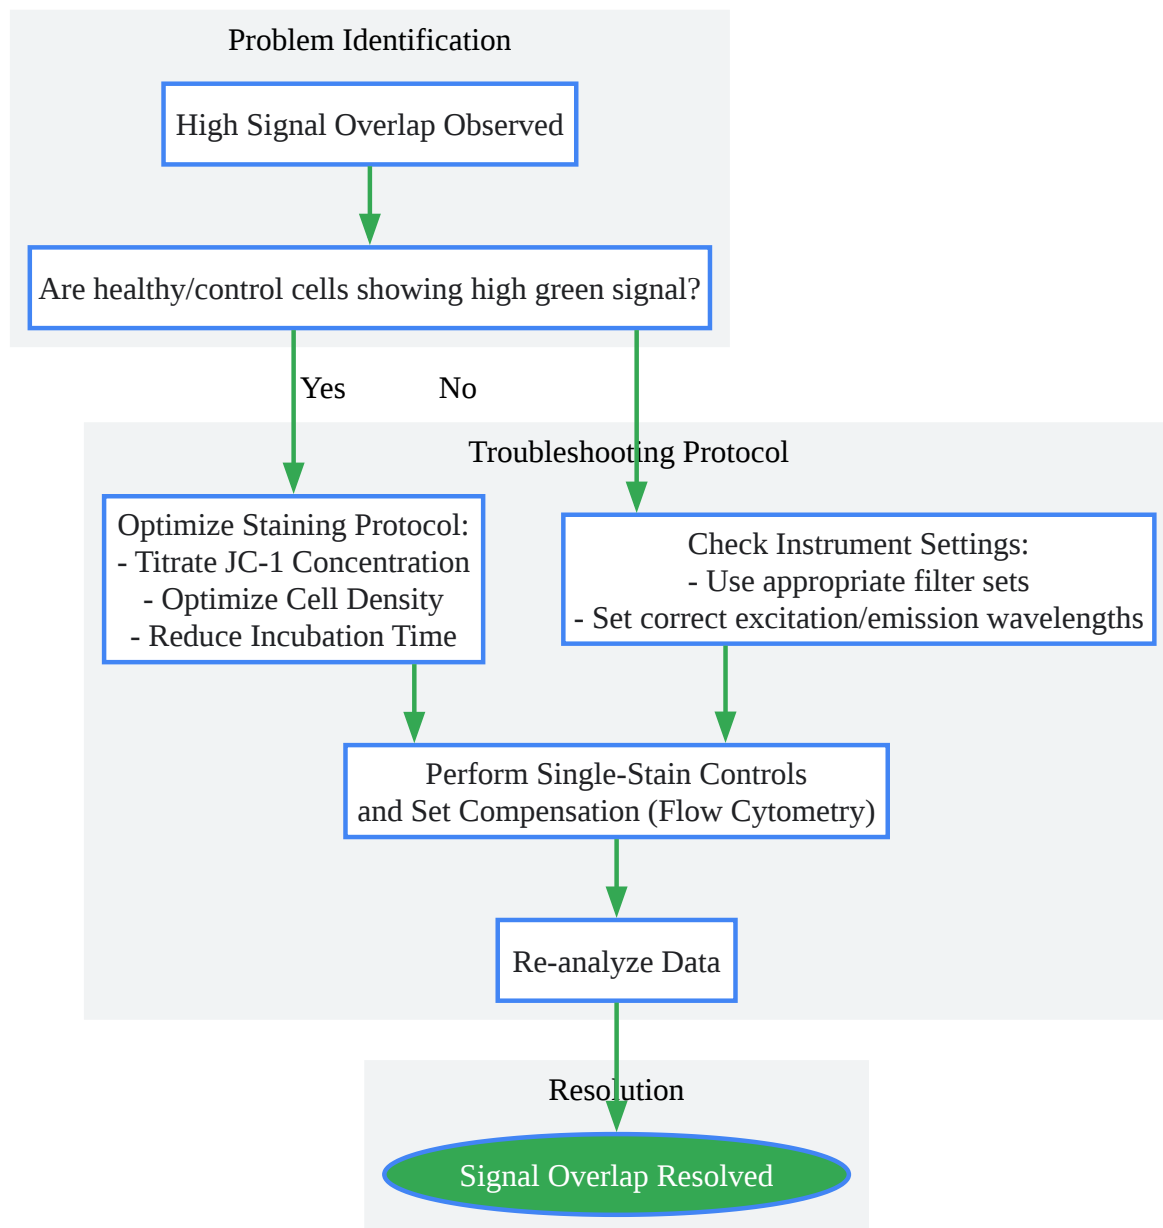 Problem Identification
High Signal Overlap Observed
Are healthy/control cells showing high green signal?
Yes
No
Troubleshooting Protocol
Optimize Staining Protocol:
- Titrate JC-1 Concentration
- Optimize Cell Density
- Reduce Incubation Time
Check Instrument Settings:
- Use appropriate filter sets
- Set correct excitation/emission wavelengths
Perform Single-Stain Controls
and Set Compensation (Flow Cytometry)
Re-analyze Data
Resolution
Signal Overlap Resolved